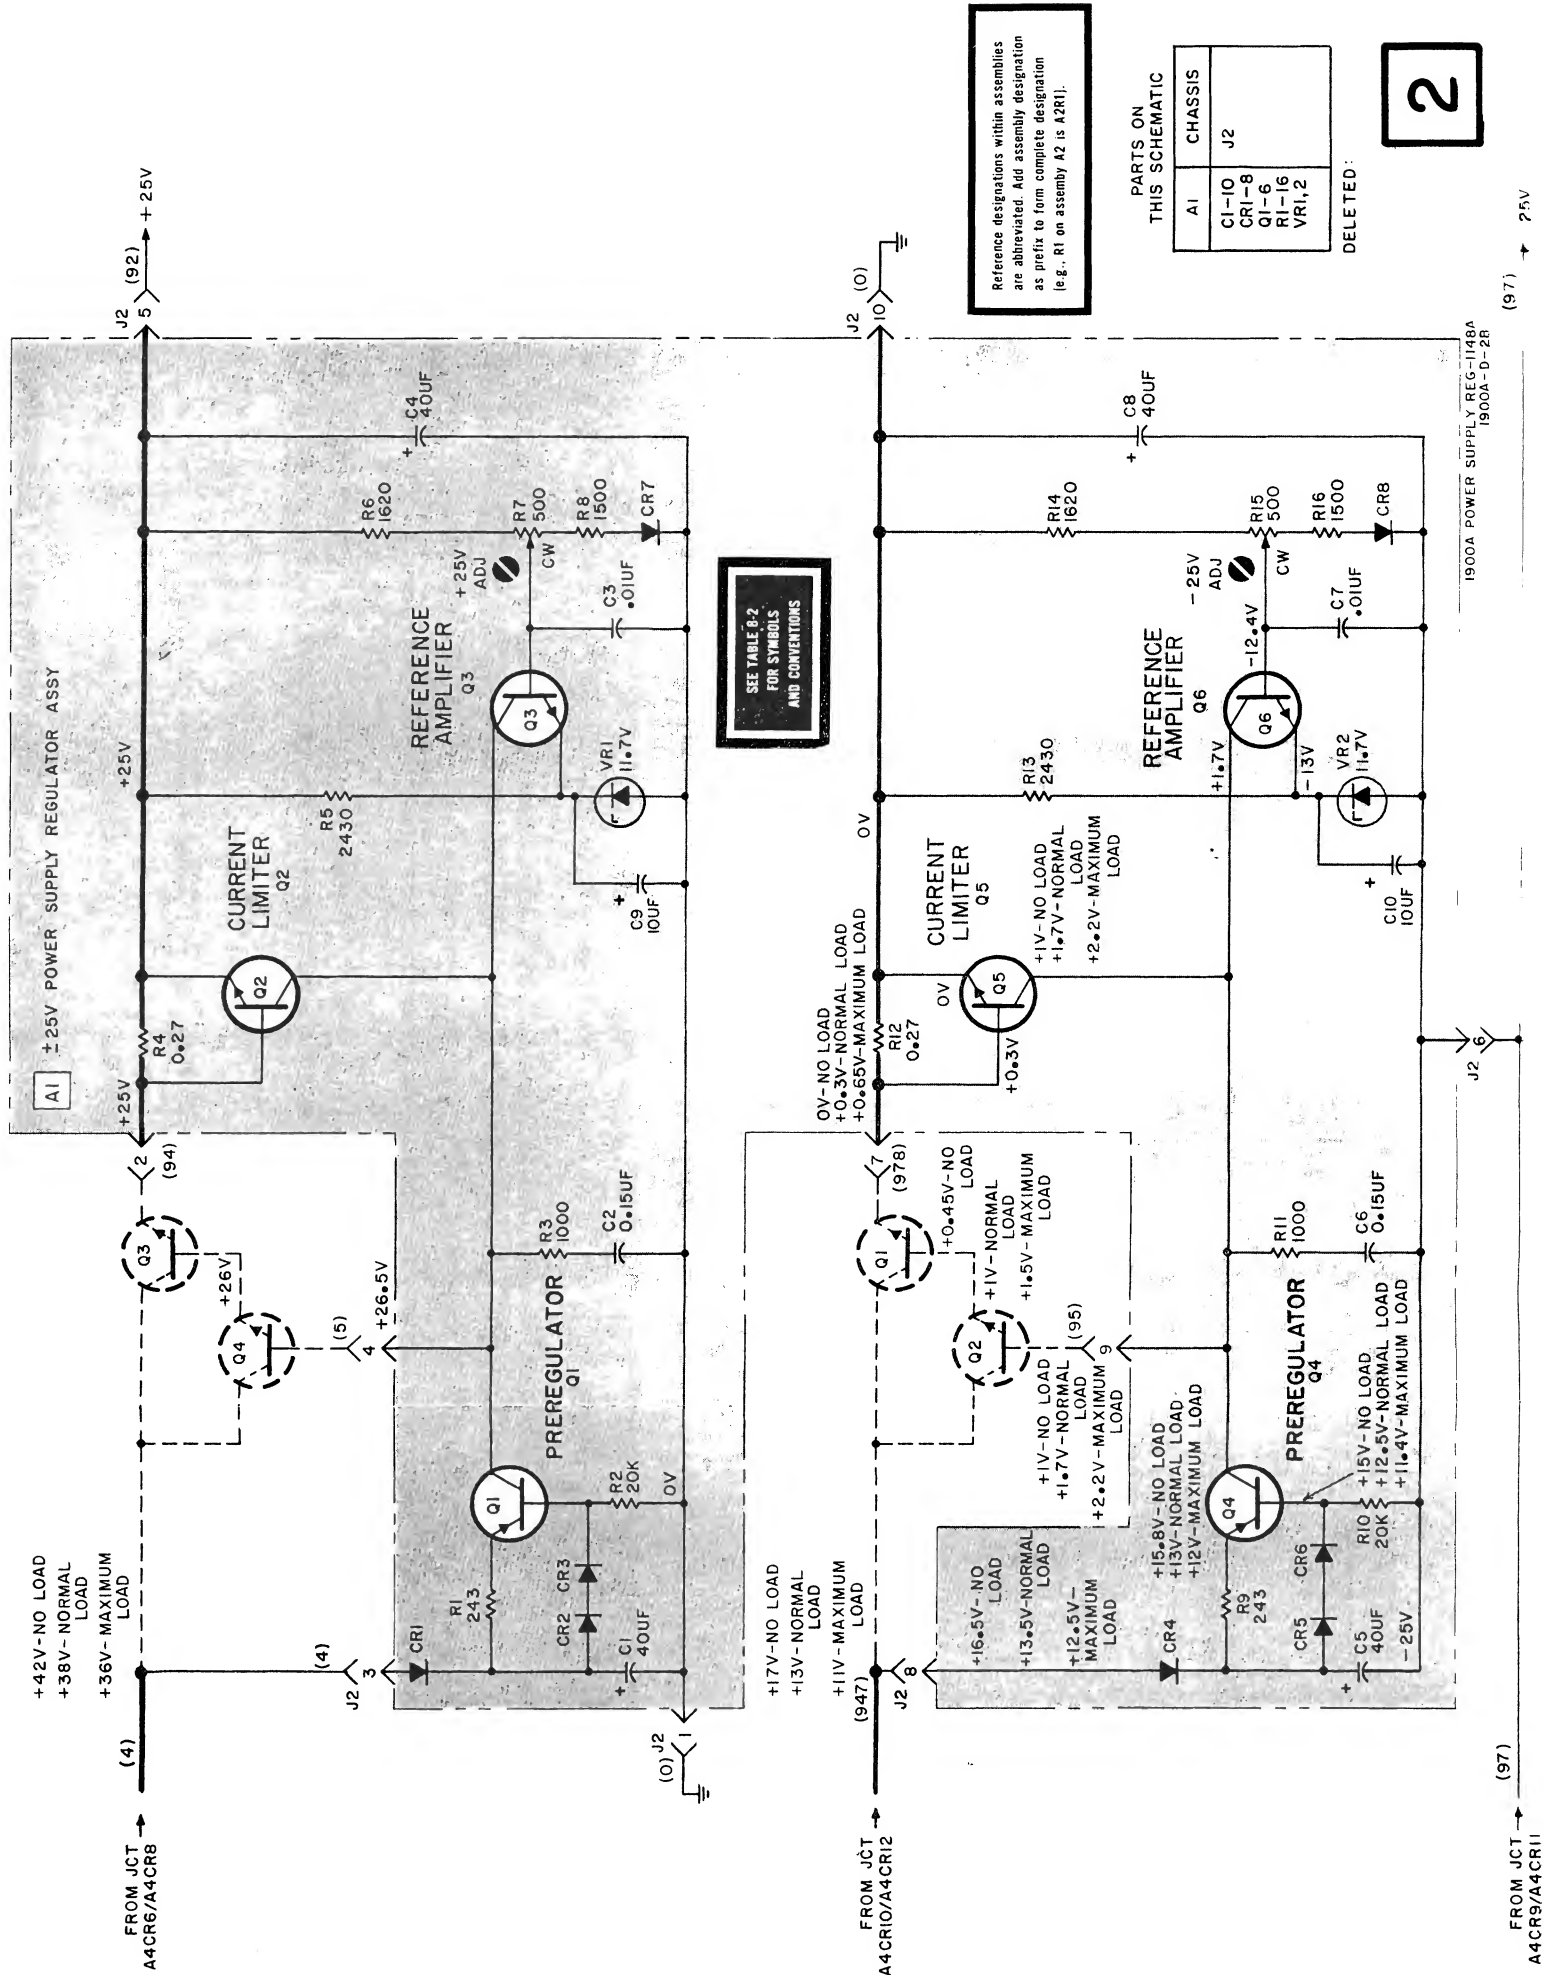 A1
±25V POWER SUPPLY REGULATOR ASSY
FROM JCT
A4CR6/A4CR8
(4)
+42V-NO LOAD
+38V-NORMAL
LOAD
+36V-MAXIMUM
LOAD
(4)
J2
3
CR1
R1
243
CR2
CR3
C1
40UF
+
Q1
R2
20K
0V
PREREGULATOR
Q1
(0)
J2
1
Q4
+26V
Q3
(5)
4
+26.5V
R3
1000
C2
0.15UF
2
(94)
+25V
R4
0.27
Q2
CURRENT
LIMITER
Q2
+25V
R5
2430
C9
10UF
+
VR1
11.7V
REFERENCE
AMPLIFIER
Q3
Q3
+25V
ADJ
CW
C3
.01UF
R6
1620
R7
500
R8
1500
CR7
C4
40UF
+
J2
5
(92)
+25V
SEE TABLE 8-2
FOR SYMBOLS
AND CONVENTIONS
FROM JCT
A4CR10/A4CR12
(947)
+17V-NO LOAD
+13V-NORMAL
LOAD
+11V-MAXIMUM
LOAD
J2
8
+16.5V-NO
LOAD
+13.5V-NORMAL
LOAD
+12.5V-
MAXIMUM
LOAD
CR4
R9
243
CR5
CR6
C5
40UF
+
-25V
+15.8V-NO LOAD
+13V-NORMAL LOAD
+12V-MAXIMUM LOAD
Q4
R10
20K
+15V-NO LOAD
+12.5V-NORMAL LOAD
+11.4V-MAXIMUM LOAD
PREREGULATOR
Q4
+1V-NO LOAD
+1.7V-NORMAL
LOAD
+2.2V-MAXIMUM
LOAD
Q2
(95)
9
Q1
+0.45V-NO
LOAD
+1V-NORMAL
LOAD
+1.5V-MAXIMUM
LOAD
7
(978)
R11
1000
C6
0.15UF
0V-NO LOAD
+0.3V-NORMAL LOAD
+0.65V-MAXIMUM LOAD
R12
0.27
+0.3V
0V
Q5
CURRENT
LIMITER
Q5
+1V-NO LOAD
+1.7V-NORMAL
LOAD
+2.2V-MAXIMUM
LOAD
0V
R13
2430
C10
10UF
+
VR2
11.7V
+1.7V
-13V
Q6
REFERENCE
AMPLIFIER
Q6
-12.4V
-25V
ADJ
CW
C7
.01UF
R14
1620
R15
500
R16
1500
CR8
C8
40UF
+
J2
10
(0)
J2
6
FROM JCT
A4CR9/A4CR11
(97)
(97)
25V
1900A POWER SUPPLY REG-1148A
1900A-D-2B
Reference designations within assemblies
are abbreviated. Add assembly designation
as prefix to form complete designation
(e.g., R1 on assemby A2 is A2R1).
PARTS ON
THIS SCHEMATIC
A1 CHASSIS
C1-10 J2
CR1-8
Q1-6
R1-16
VR1,2
DELETED:
2